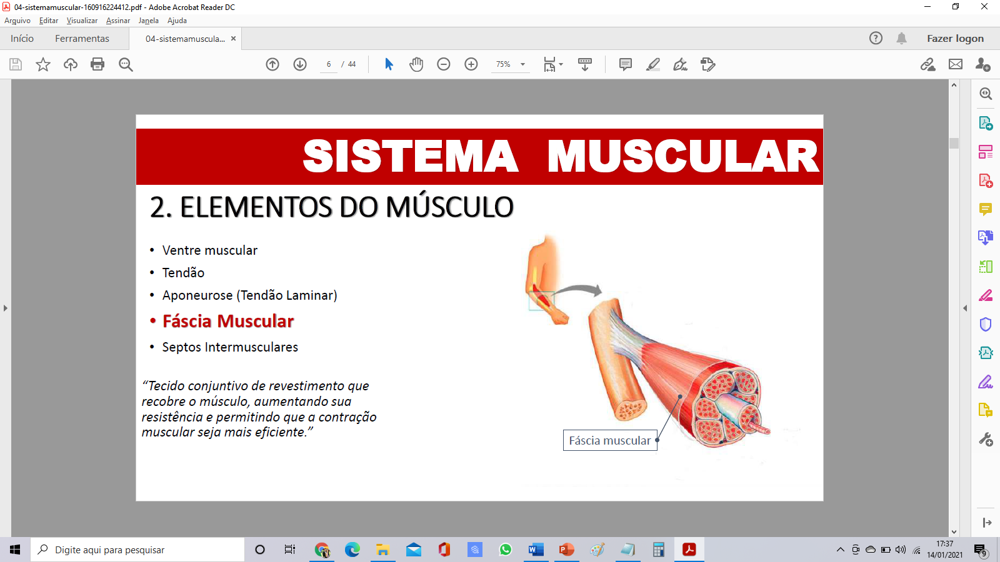 04-sistemamuscular-160916224412.pdf - Adobe Acrobat Reader DC
Arquivo Editar Visualizar Assinar Janela Ajuda
Início Ferramentas 04-sistemamuscula... × Fazer logon
6 / 44 75%
SISTEMA MUSCULAR
2. ELEMENTOS DO MÚSCULO
• Ventre muscular
• Tendão
• Aponeurose (Tendão Laminar)
• Fáscia Muscular
• Septos Intermusculares
“Tecido conjuntivo de revestimento que
recobre o músculo, aumentando sua
resistência e permitindo que a contração
muscular seja mais eficiente.”
Fáscia muscular
Digite aqui para pesquisar
17:37
14/01/2021
9